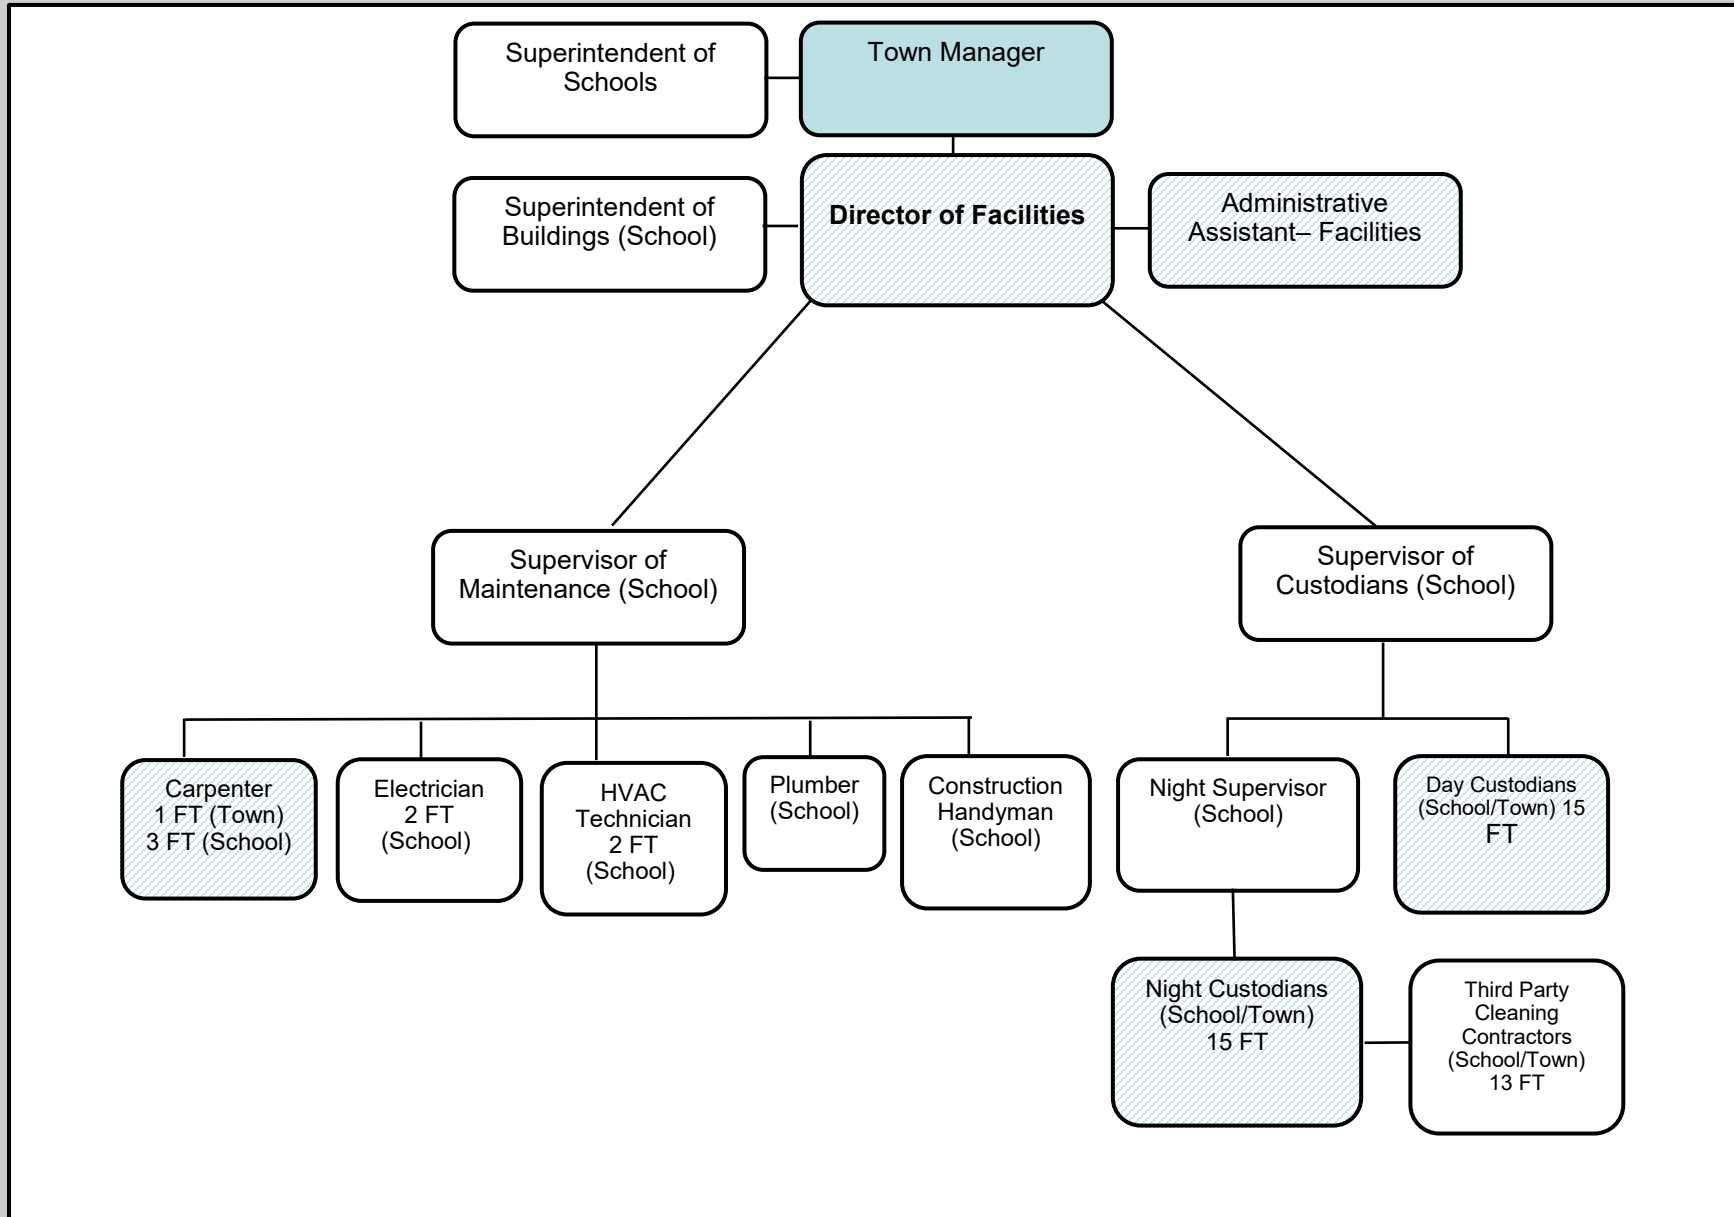 Superintendent of
Schools
Town Manager
Superintendent of
Buildings (School)
Director of Facilities
Administrative
Assistant– Facilities
Supervisor of
Maintenance (School)
Supervisor of
Custodians (School)
Carpenter
1 FT (Town)
3 FT (School)
Electrician
2 FT
(School)
HVAC
Technician
2 FT
(School)
Plumber
(School)
Construction
Handyman
(School)
Night Supervisor
(School)
Day Custodians
(School/Town) 15
FT
Night Custodians
(School/Town)
15 FT
Third Party
Cleaning
Contractors
(School/Town)
13 FT